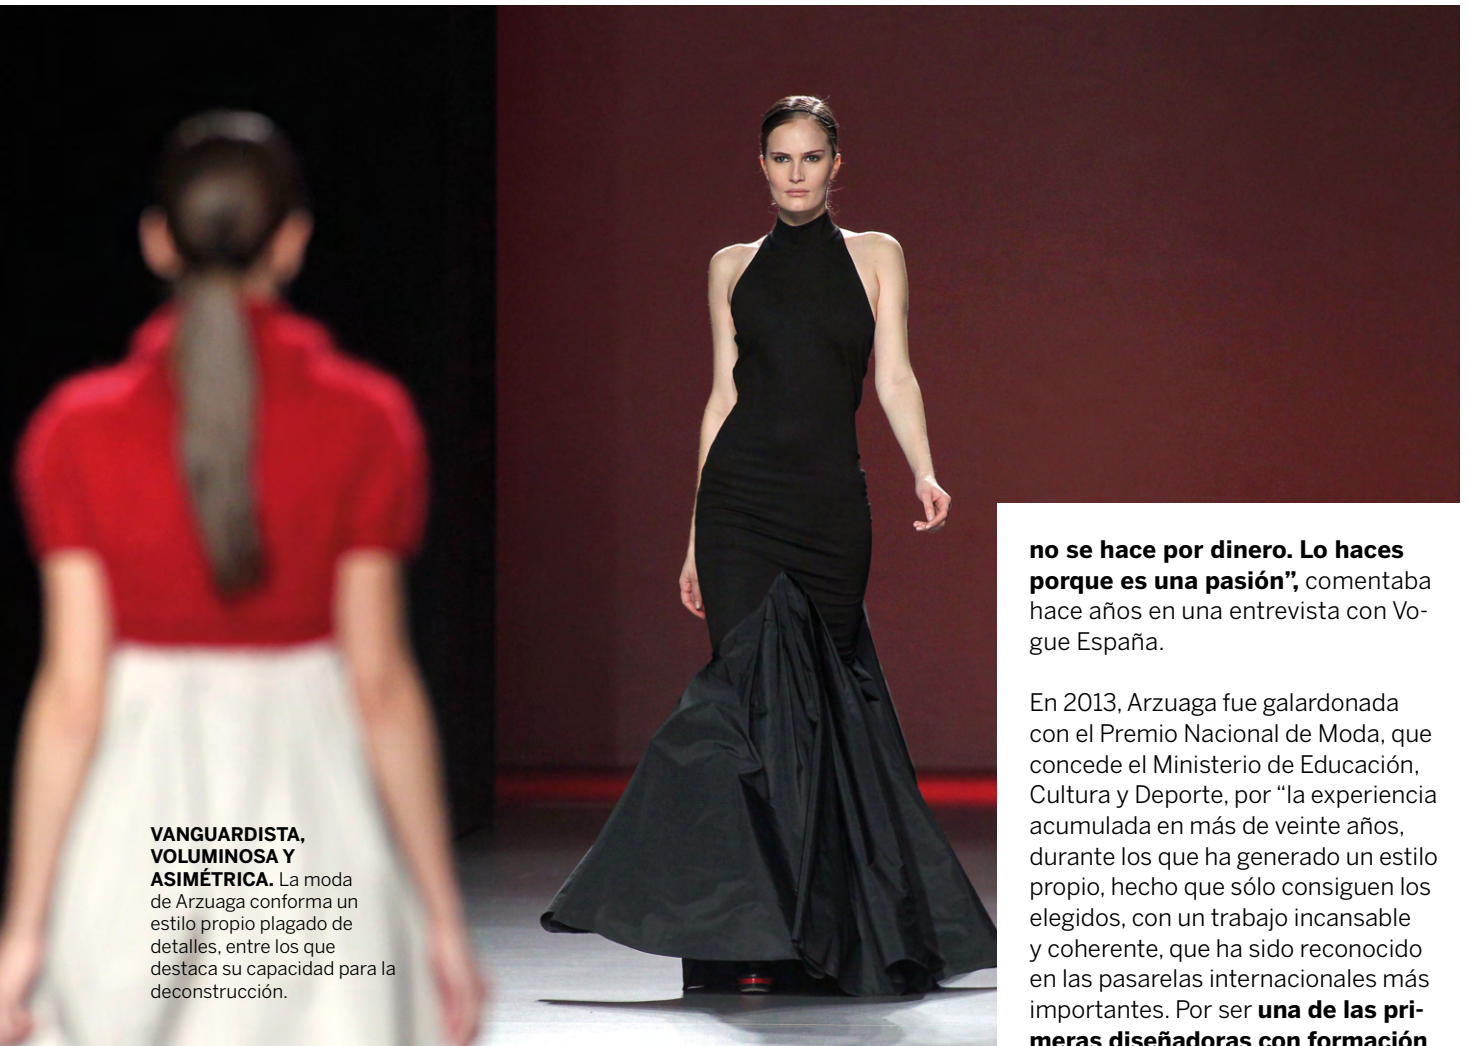 VANGUARDISTA,
VOLUMINOSA Y
ASIMÉTRICA. La moda
de Arzuaga conforma un
estilo propio plagado de
detalles, entre los que
destaca su capacidad para la
deconstrucción.
no se hace por dinero. Lo haces
porque es una pasión”, comentaba
hace años en una entrevista con Vo-
gue España.
En 2013, Arzuaga fue galardonada
con el Premio Nacional de Moda, que
concede el Ministerio de Educación,
Cultura y Deporte, por “la experiencia
acumulada en más de veinte años,
durante los que ha generado un estilo
propio, hecho que sólo consiguen los
elegidos, con un trabajo incansable
y coherente, que ha sido reconocido
en las pasarelas internacionales más
importantes. Por ser una de las pri-
meras diseñadoras con formación